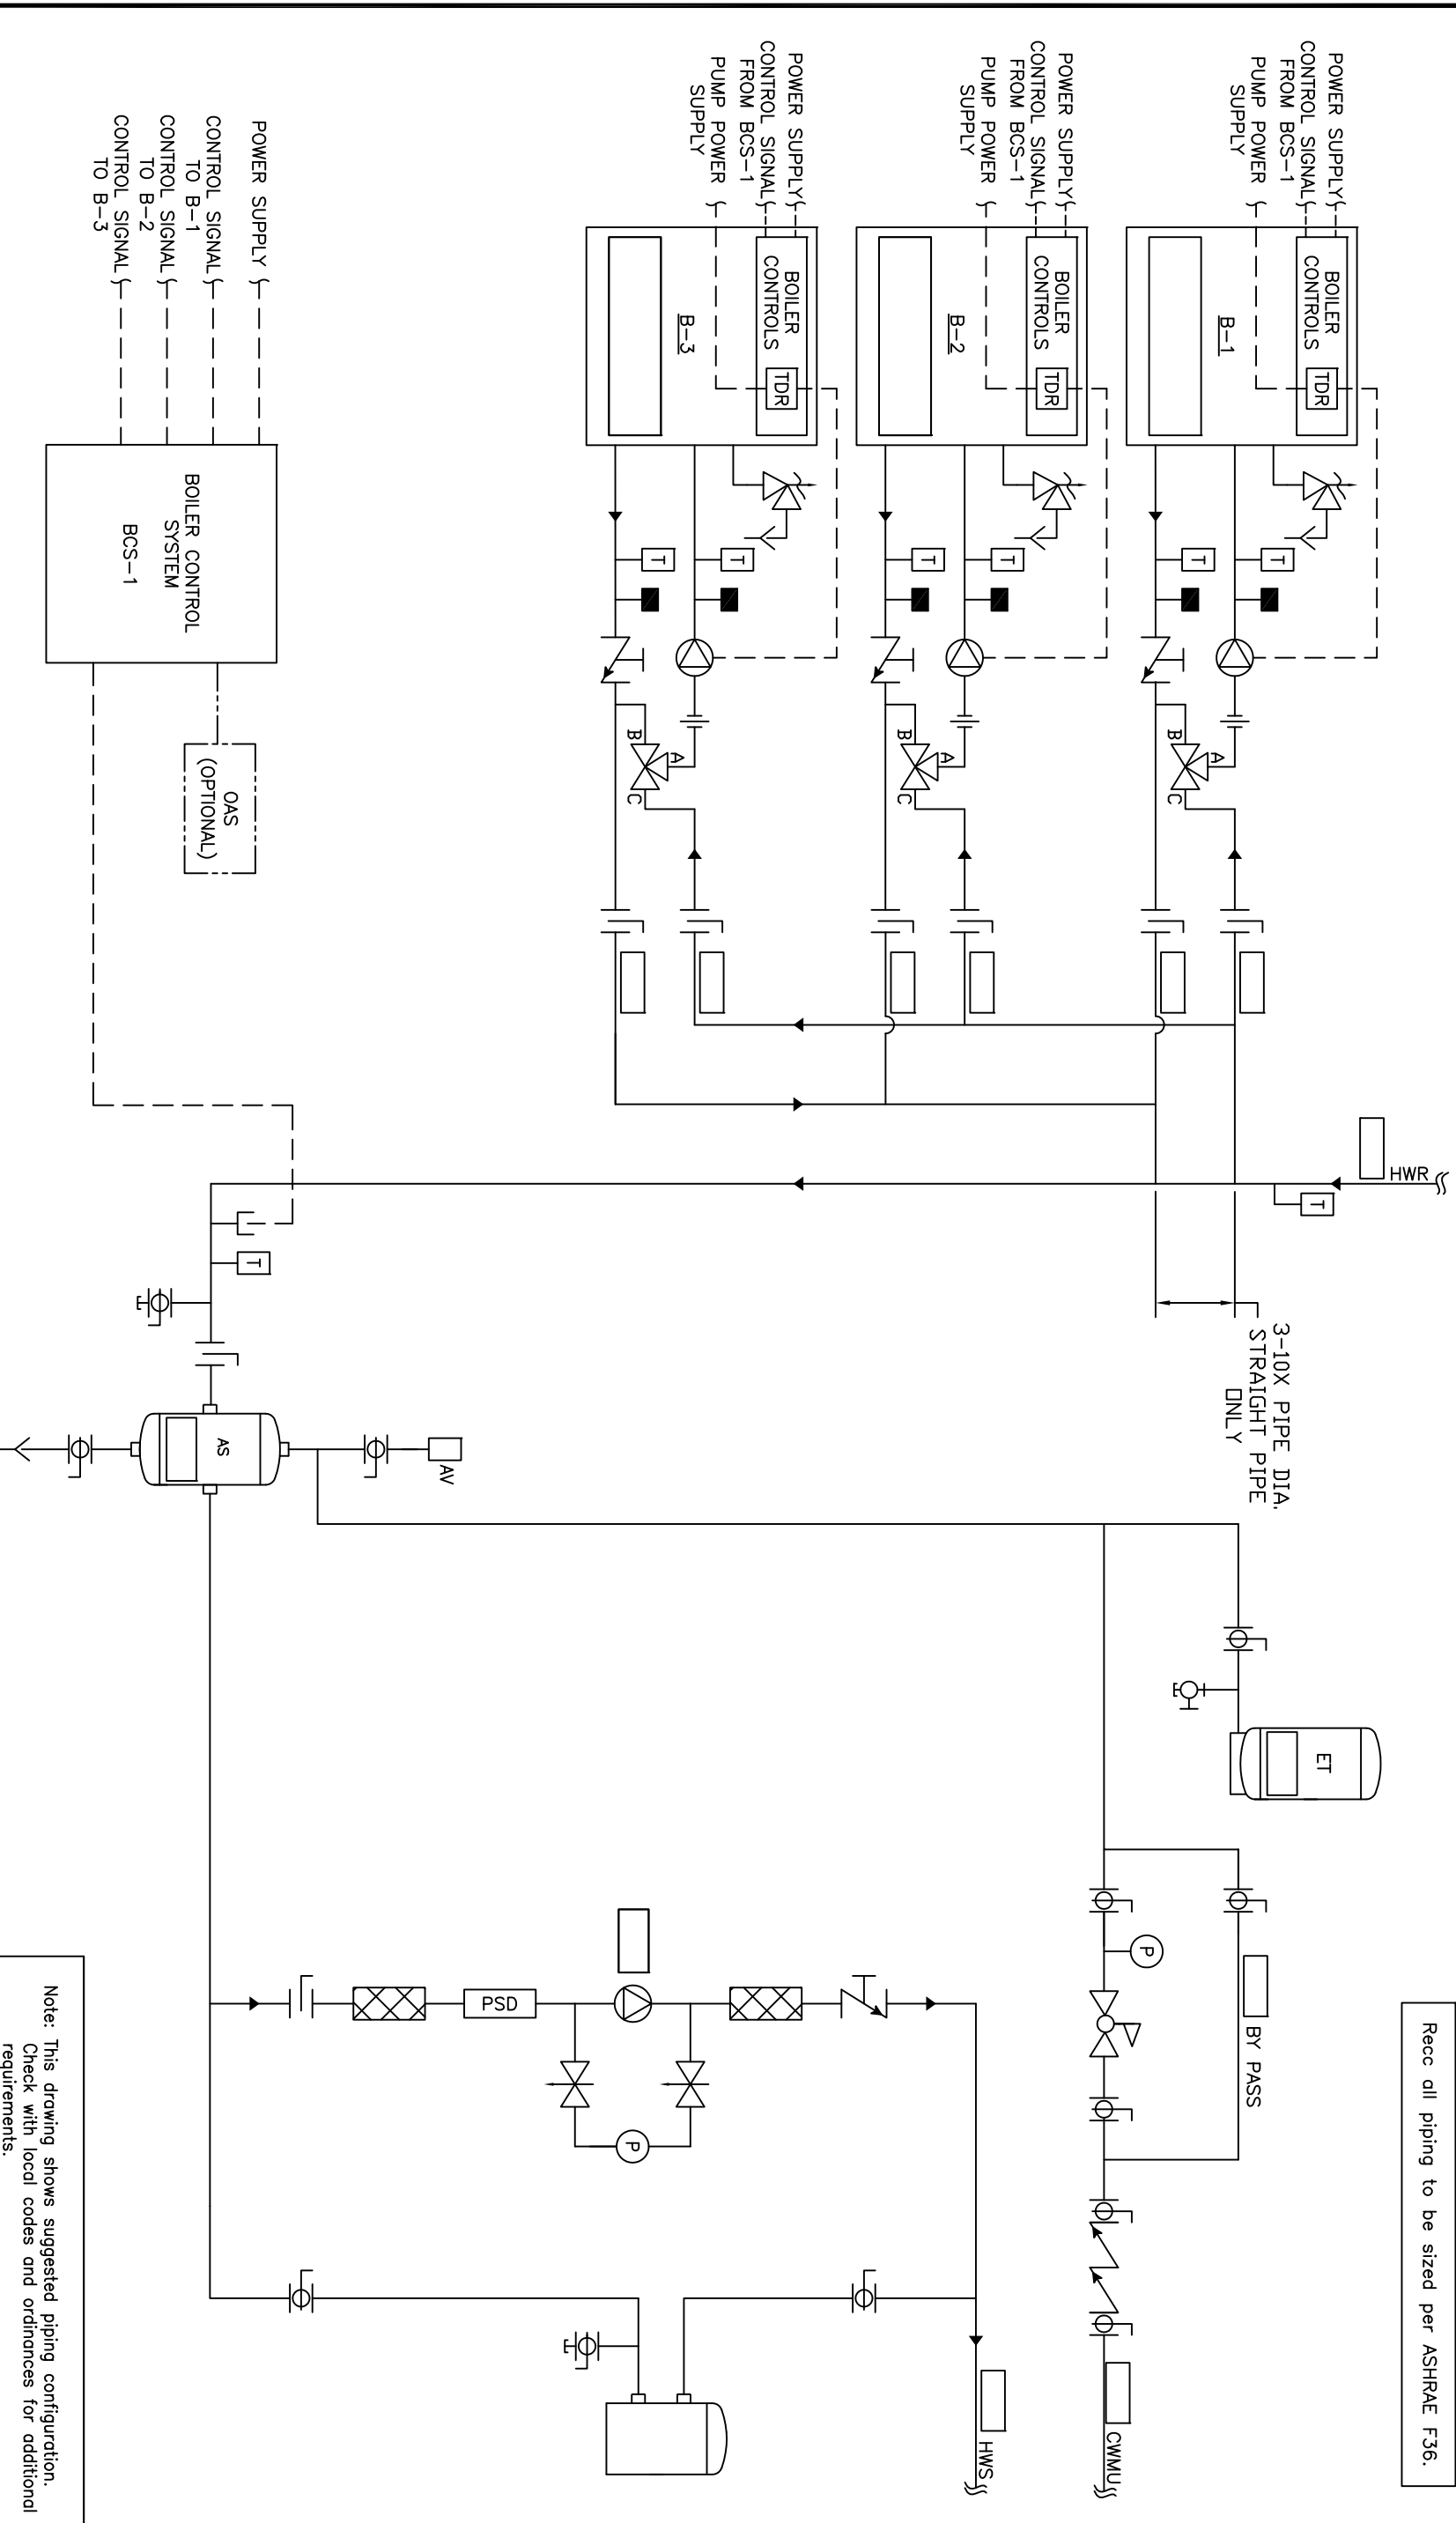 Recc all piping to be sized per ASHRAE F36.
POWER SUPPLY
CONTROL SIGNAL
FROM BCS-1
PUMP POWER
SUPPLY
BOILER
CONTROLS
TDR
B-1
T
T
A
B
C
POWER SUPPLY
CONTROL SIGNAL
FROM BCS-1
PUMP POWER
SUPPLY
BOILER
CONTROLS
TDR
B-2
T
T
A
B
C
POWER SUPPLY
CONTROL SIGNAL
FROM BCS-1
PUMP POWER
SUPPLY
BOILER
CONTROLS
TDR
B-3
T
T
A
B
C
HWR
T
3-10X PIPE DIA.
STRAIGHT PIPE
ONLY
ET
BY PASS
P
CWMU
HWS
PSD
P
AV
AS
T
POWER SUPPLY
CONTROL SIGNAL
TO B-1
CONTROL SIGNAL
TO B-2
CONTROL SIGNAL
TO B-3
BOILER CONTROL
SYSTEM
BCS-1
OAS
(OPTIONAL)
Note: This drawing shows suggested piping configuration.
Check with local codes and ordinances for additional
requirements.